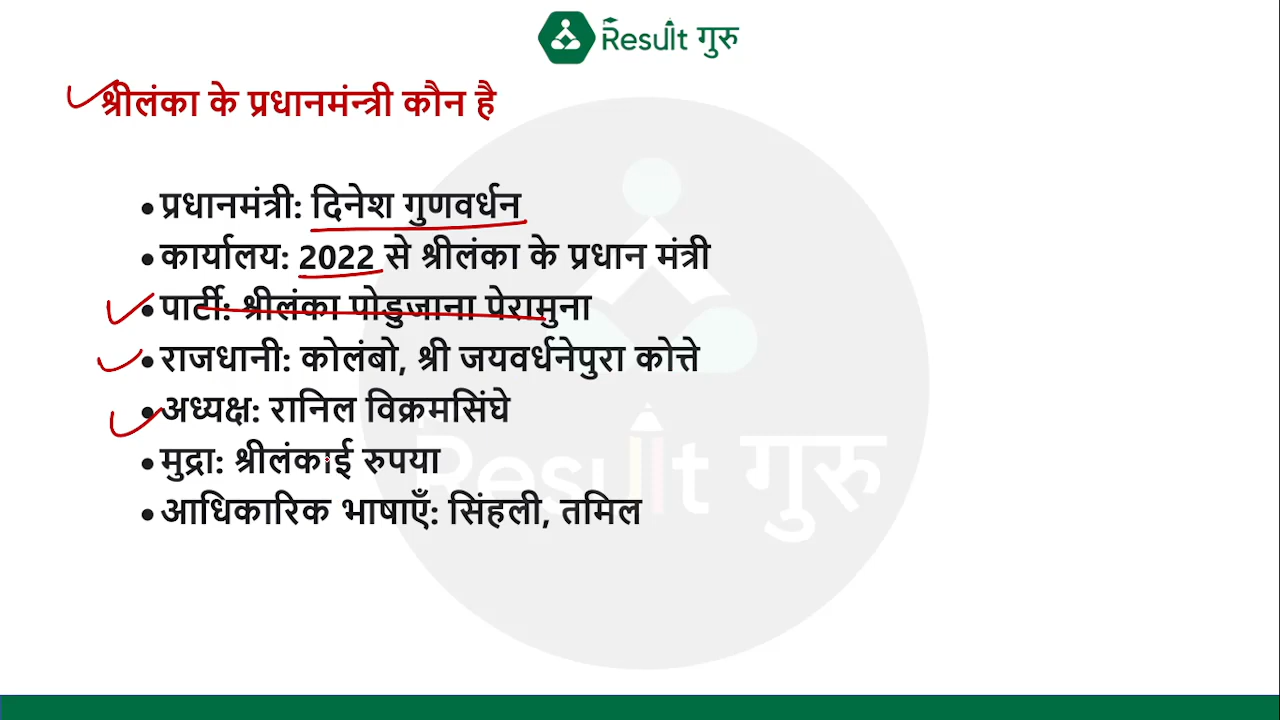 Result गुरु
श्रीलंका के प्रधानमंन्त्री कौन है
•प्रधानमंत्री: दिनेश गुणवर्धन
•कार्यालय: 2022 से श्रीलंका के प्रधान मंत्री
•पार्टी: श्रीलंका पोडुजाना पेरामुना
•राजधानी: कोलंबो, श्री जयवर्धनेपुरा कोत्ते
•अध्यक्ष: रानिल विक्रमसिंघे
•मुद्रा: श्रीलंकाई रुपया
•आधिकारिक भाषाएँ: सिंहली, तमिल
Result गुरु